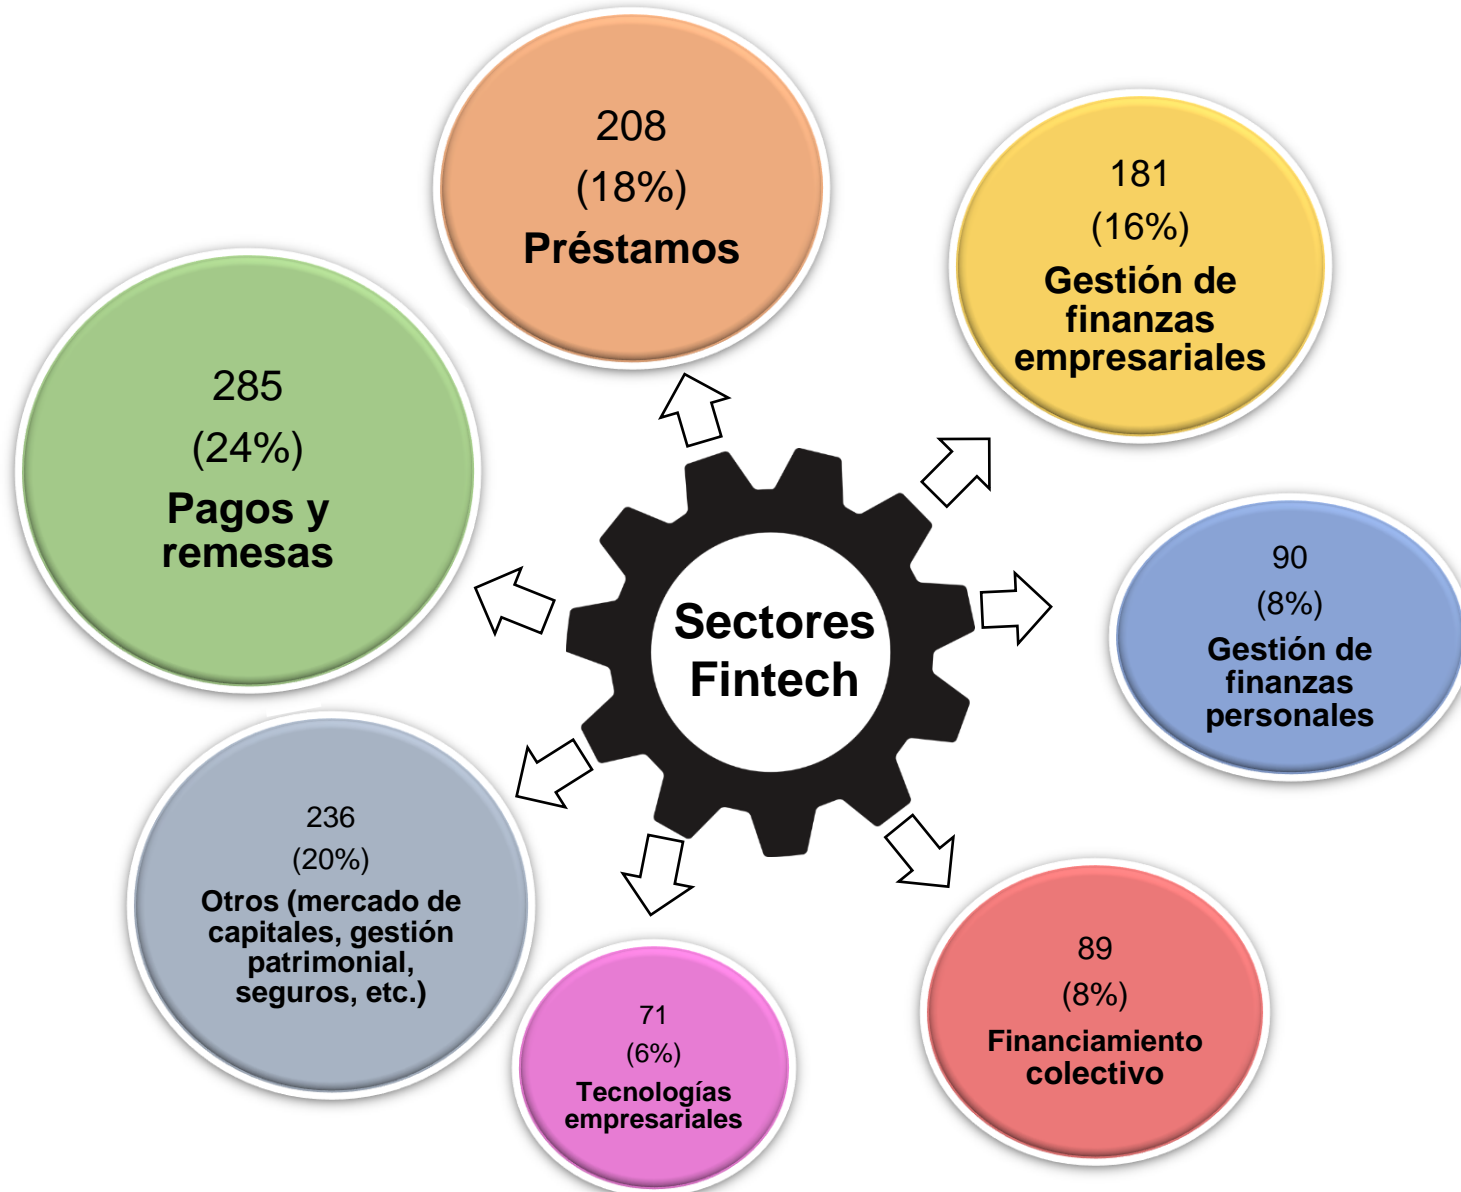 208
(18%)
Préstamos
181
(16%)
Gestión de
finanzas
empresariales
285
(24%)
Pagos y
remesas
90
(8%)
Gestión de
finanzas
personales
Sectores
Fintech
236
(20%)
Otros (mercado de
capitales, gestión
patrimonial,
seguros, etc.)
89
(8%)
Financiamiento
colectivo
71
(6%)
Tecnologías
empresariales